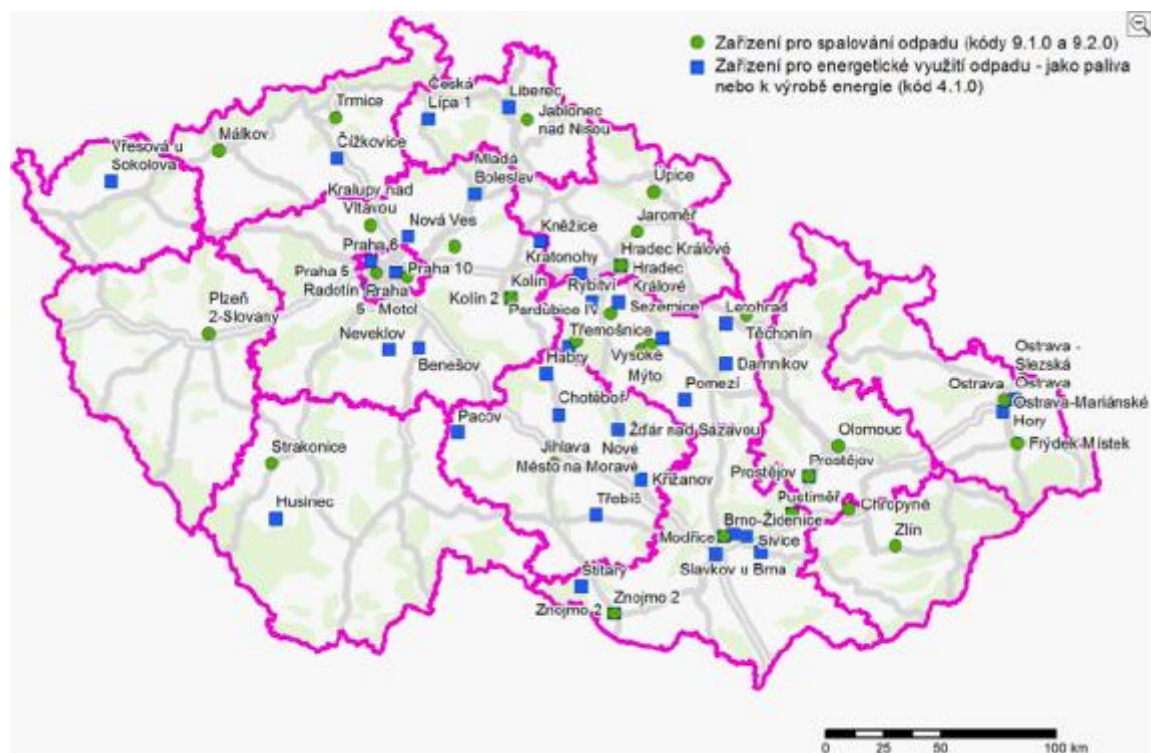 Zařízení pro spalování odpadu (kódy 9.1.0 a 9.2.0)
Zařízení pro energetické využití odpadu - jako paliva
nebo k výrobě energie (kód 4.1.0)
Česká
Lípa 1
Liberec
Trmice
Jablonec
nad Nisou
Málkov
Vřesová u
Sokolova
Čížkovice
Mladá
Boleslav
Kralupy nad
Vltavou
Úpice
Nová Ves
Jaroměř
Kněžice
Praha 6
Hradec Králové
Kratonohy
Praha 5
Praha 10
Hradec
Králové
Radotín
Praha
5 - Motol
Kolín
Kolín 2
Rybitví
Pardubice IV
Sezemice
Letohrad
Těchonín
Plzeň
2-Slovany
Neveklov
Benešov
Třemošnice
Habry
Vysoké
Mýto
Damníkov
Ostrava -
Slezská
Ostrava
Ostrava
Ostrava-Mariánské
Hory
Pomezí
Chotěboř
Pacov
Žďár nad Sázavou
Nové
Město na Moravě
Jihlava
Olomouc
Frýdek-Místek
Strakonice
Prostějov
Prostějov
Křižanov
Husinec
Třebíč
Pustiměř
Chropyně
Zlín
Brno-Židenice
Modřice
Sivice
Slavkov u Brna
Štítary
Znojmo 2
Znojmo 2
0 25 50 100 km